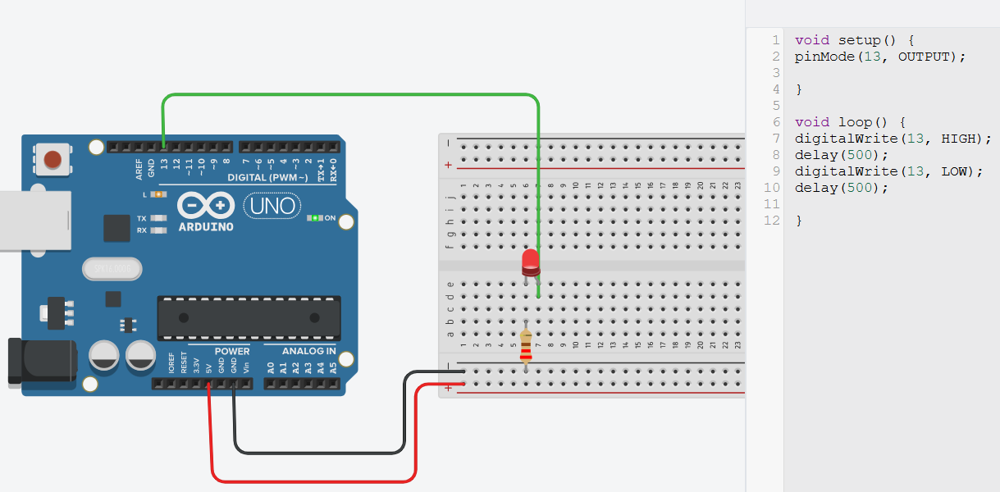 1 void setup() {
2 pinMode(13, OUTPUT);
3
4 }
5
6 void loop() {
7 digitalWrite(13, HIGH);
8 delay(500);
9 digitalWrite(13, LOW);
10 delay(500);
11
12 }
AREF GND 13 12 ~11 ~10 ~9 8 7 ~6 ~5 4 ~3 2 TX→1 RX←0
DIGITAL (PWM~)
L
TX
RX
UNO
ON
ARDUINO
POWER
ANALOG IN
IOREF RESET 3.3V 5V GND GND Vin A0 A1 A2 A3 A4 A5
−
+
1 2 3 4 5 6 7 8 9 10 11 12 13 14 15 16 17 18 19 20 21 22 23
j
i
h
g
f
e
d
c
b
a
1 2 3 4 5 6 7 8 9 10 11 12 13 14 15 16 17 18 19 20 21 22 23
−
+